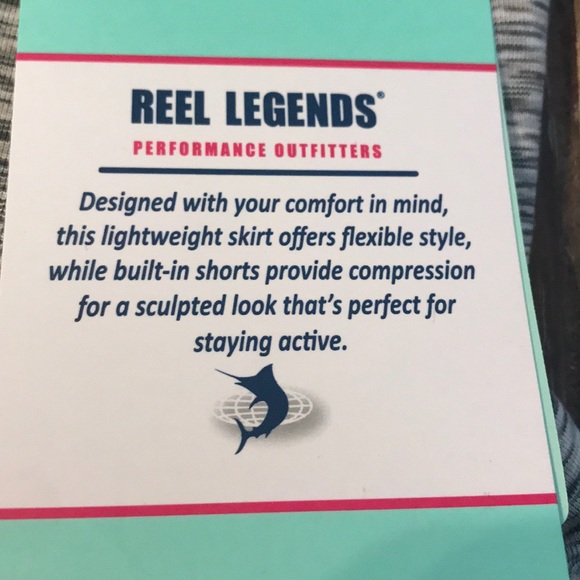 REEL LEGENDS®
PERFORMANCE OUTFITTERS
Designed with your comfort in mind,
this lightweight skirt offers flexible style,
while built-in shorts provide compression
for a sculpted look that's perfect for
staying active.